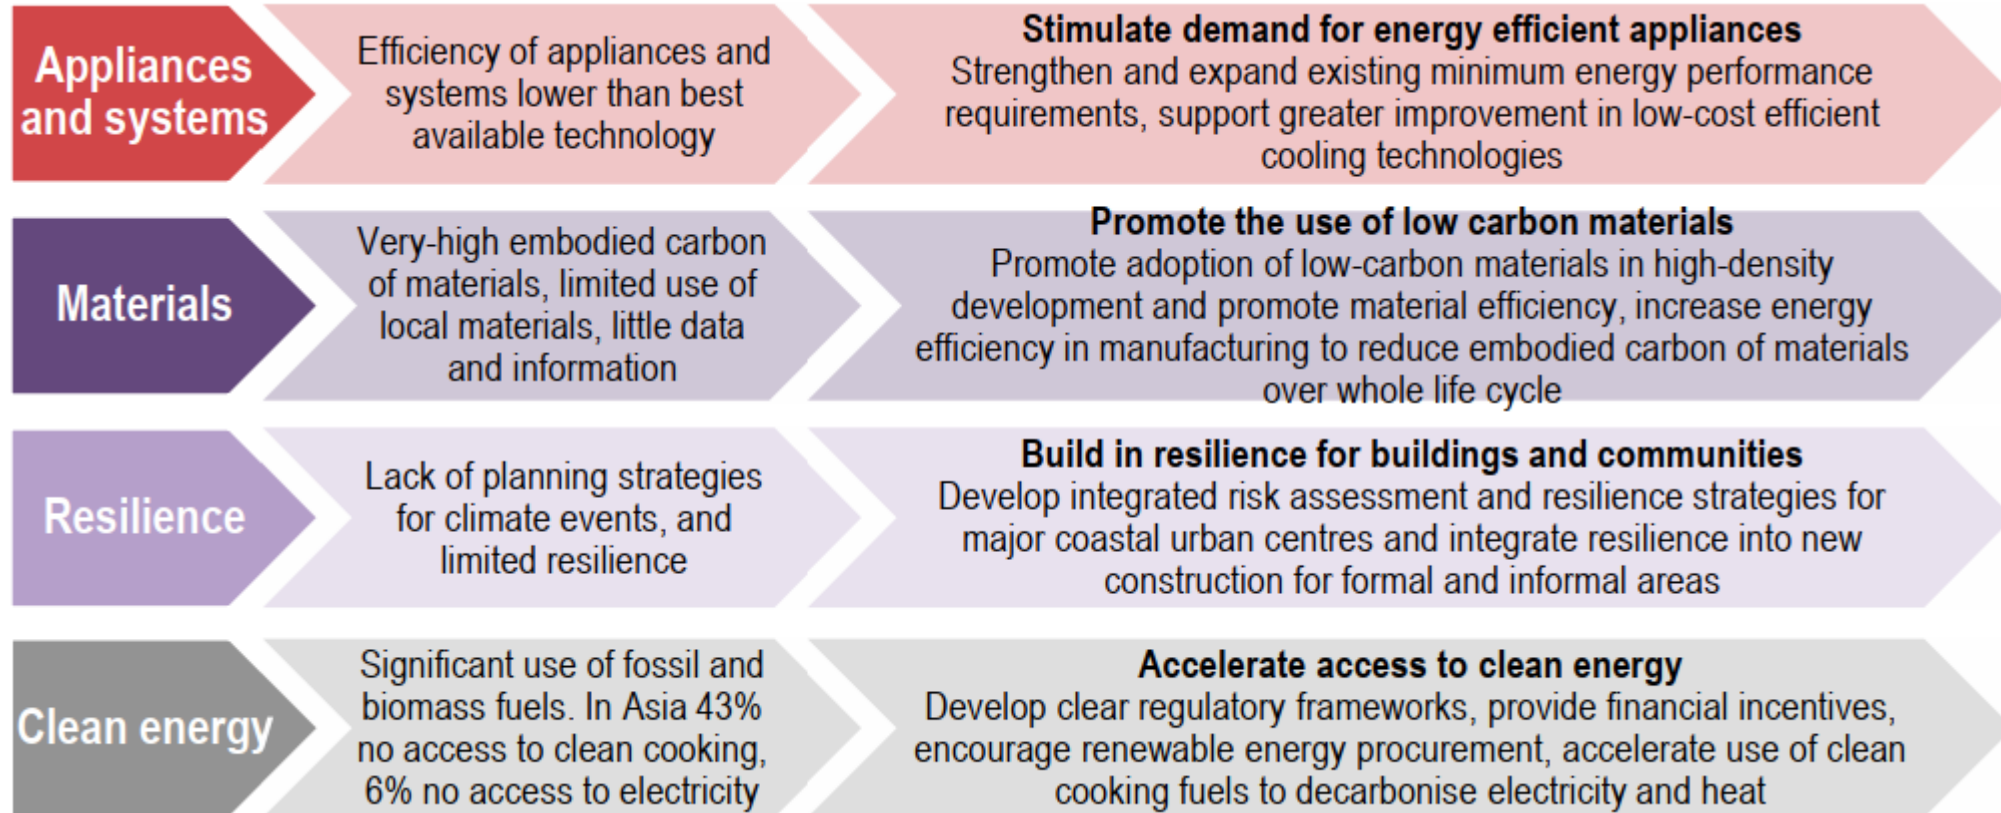 Appliances
and systems
Efficiency of appliances and
systems lower than best
available technology
Stimulate demand for energy efficient appliances
Strengthen and expand existing minimum energy performance
requirements, support greater improvement in low-cost efficient
cooling technologies
Materials
Very-high embodied carbon
of materials, limited use of
local materials, little data
and information
Promote the use of low carbon materials
Promote adoption of low-carbon materials in high-density
development and promote material efficiency, increase energy
efficiency in manufacturing to reduce embodied carbon of materials
over whole life cycle
Resilience
Lack of planning strategies
for climate events, and
limited resilience
Build in resilience for buildings and communities
Develop integrated risk assessment and resilience strategies for
major coastal urban centres and integrate resilience into new
construction for formal and informal areas
Clean energy
Significant use of fossil and
biomass fuels. In Asia 43%
no access to clean cooking,
6% no access to electricity
Accelerate access to clean energy
Develop clear regulatory frameworks, provide financial incentives,
encourage renewable energy procurement, accelerate use of clean
cooking fuels to decarbonise electricity and heat